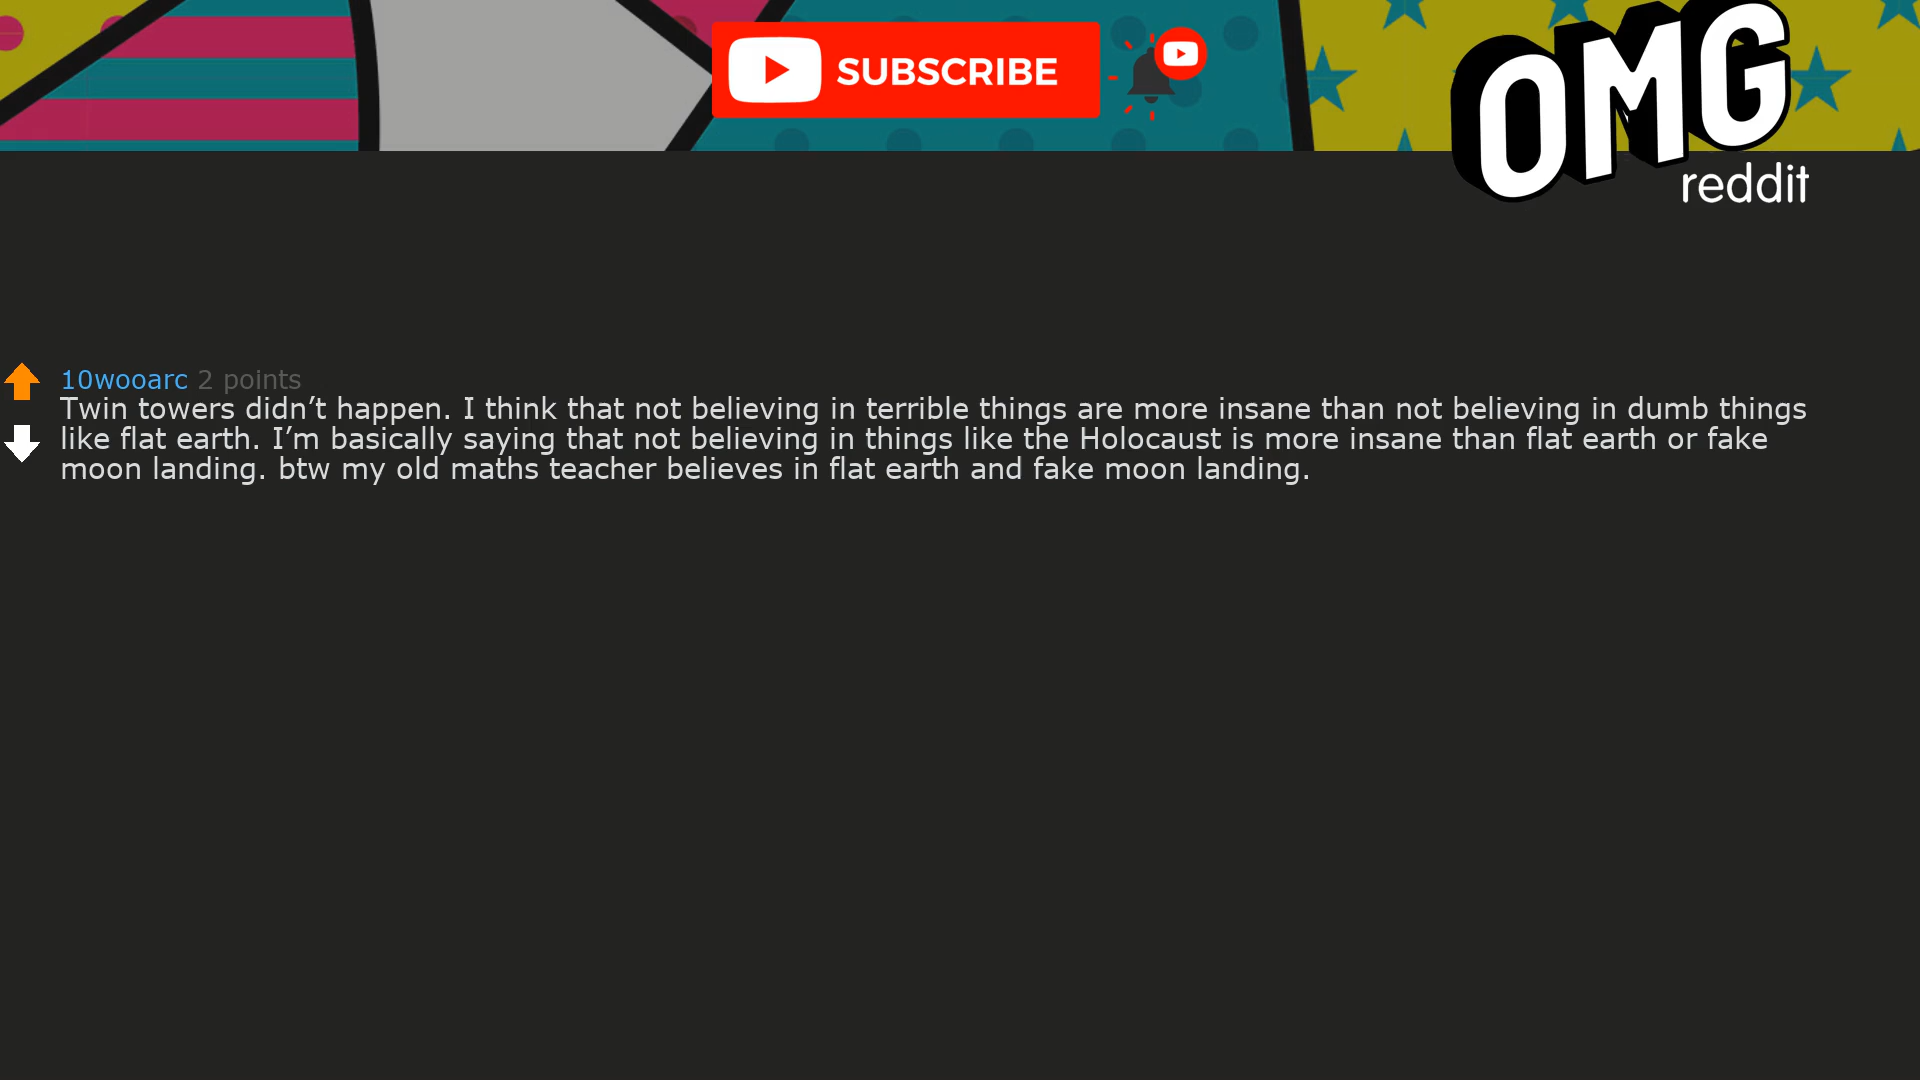 SUBSCRIBE
OMG
reddit
10wooarc 2 points
Twin towers didn’t happen. I think that not believing in terrible things are more insane than not believing in dumb things
like flat earth. I’m basically saying that not believing in things like the Holocaust is more insane than flat earth or fake
moon landing. btw my old maths teacher believes in flat earth and fake moon landing.